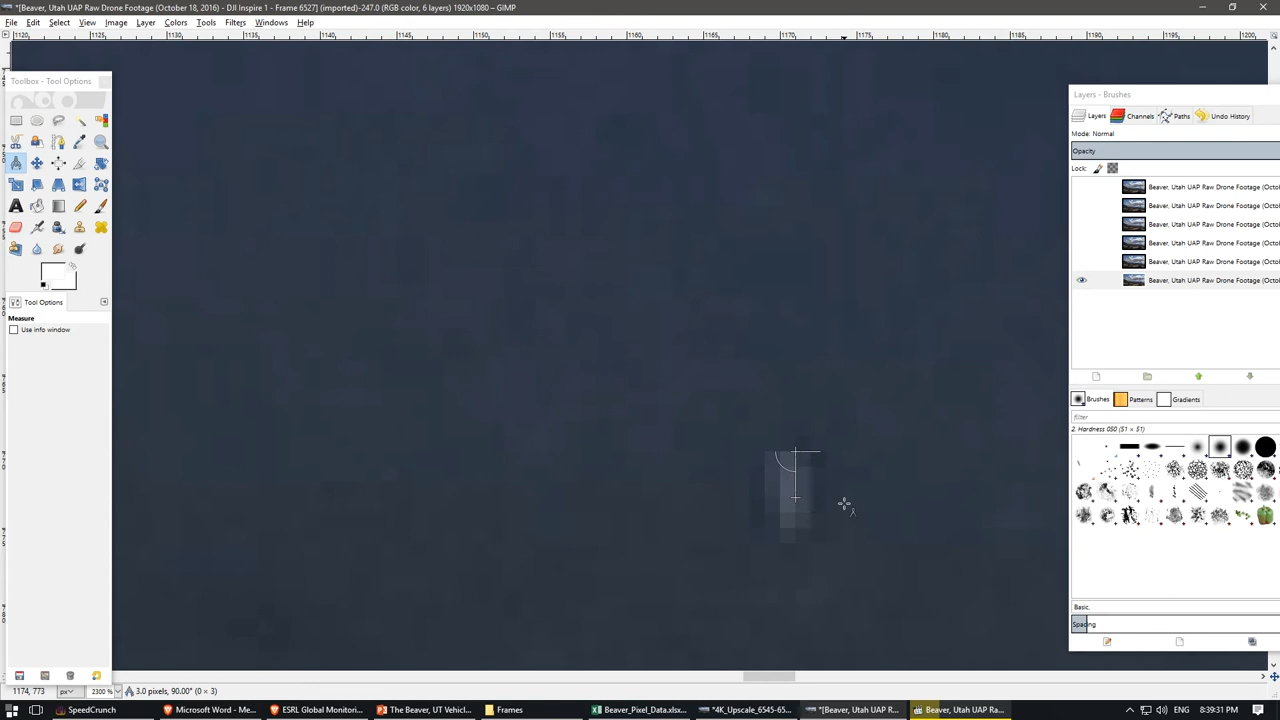 *[Beaver, Utah UAP Raw Drone Footage (October 18, 2016) - DJI Inspire 1 - Frame 6527] (imported)-247.0 (RGB color, 6 layers) 1920x1080 – GIMP
File Edit Select View Image Layer Colors Tools Filters Windows Help
1120 1125 1130 1135 1140 1145 1150 1155 1160 1165 1170 1175 1180 1185 1190 1195 1200
Toolbox - Tool Options
Tool Options
Measure
Use info window
Layers - Brushes
Layers Channels Paths Undo History
Mode: Normal
Opacity
Lock:
Beaver, Utah UAP Raw Drone Footage (Octo
Beaver, Utah UAP Raw Drone Footage (Octo
Beaver, Utah UAP Raw Drone Footage (Octo
Beaver, Utah UAP Raw Drone Footage (Octo
Beaver, Utah UAP Raw Drone Footage (Octo
Beaver, Utah UAP Raw Drone Footage (Octo
Brushes Patterns Gradients
filter
2. Hardness 050 (51 × 51)
Basic,
Spacing
1174, 773 px 2300 % 3.0 pixels, 90.00° (0 × 3)
SpeedCrunch Microsoft Word - Me... ESRL Global Monitori... The Beaver, UT Vehicl... Frames Beaver_Pixel_Data.xlsx... *4K_Upscale_6545-65... *[Beaver, Utah UAP R... Beaver, Utah UAP Ra... 8:39:31 PM